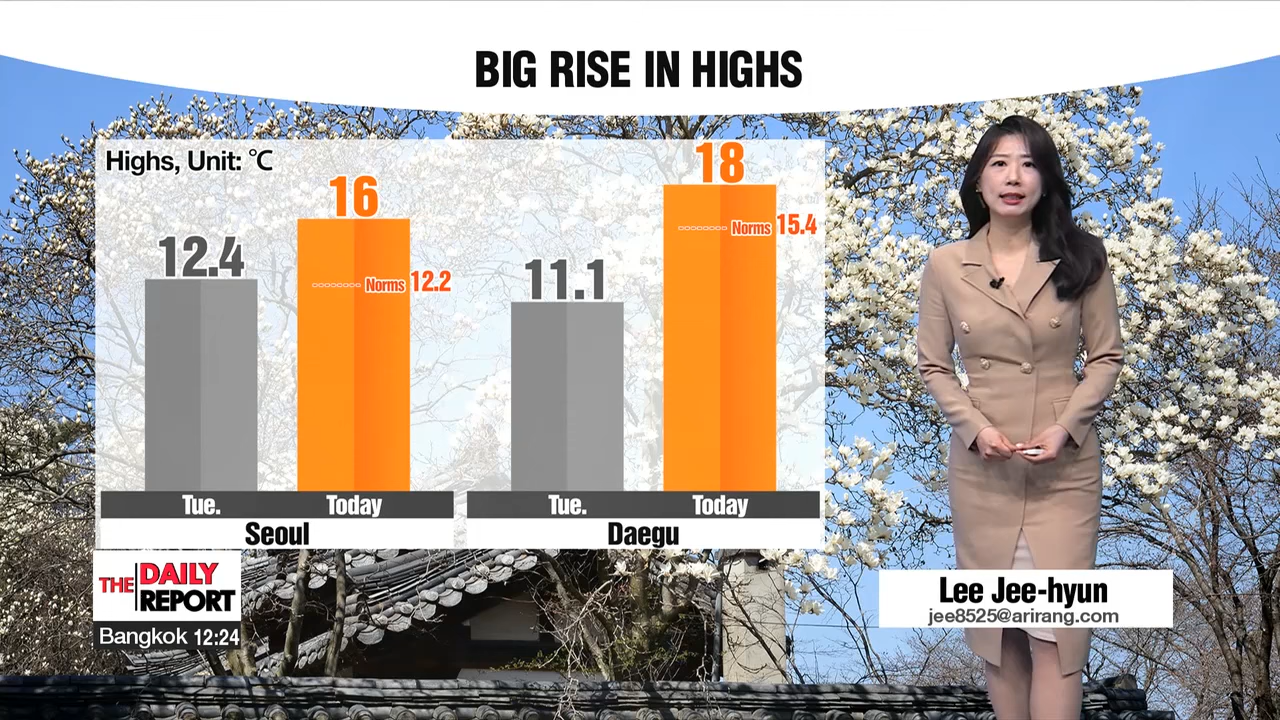 BIG RISE IN HIGHS
Highs, Unit: ℃
12.4
16
Norms 12.2
Tue.
Today
Seoul
11.1
18
Norms 15.4
Tue.
Today
Daegu
THE DAILY REPORT
Bangkok 12:24
Lee Jee-hyun
jee8525@arirang.com